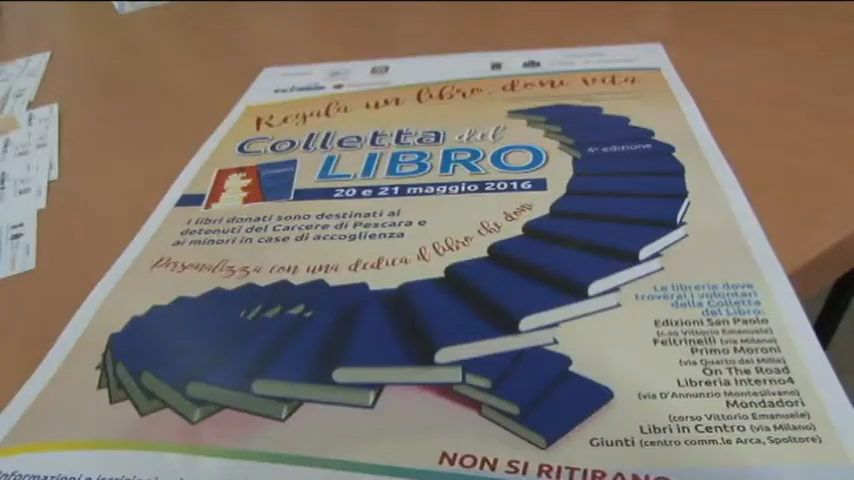 Regala un libro, doni vita
Colletta del
LIBRO
4ª edizione
20 e 21 maggio 2016
I libri donati sono destinati ai
detenuti del Carcere di Pescara e
ai minori in case di accoglienza
Personalizza con una dedica il libro che doni
Le librerie dove
troverai i volontari
della Colletta
del Libro:
Edizioni San Paolo
(c.so Vittorio Emanuele)
Feltrinelli (via Milano)
Primo Moroni
(via Quarto dei Mille)
On The Road
Libreria Interno4
(via D'Annunzio Montesilvano)
Mondadori
(corso Vittorio Emanuele)
Libri in Centro (via Milano)
Giunti (centro comm.le Arca, Spoltore)
NON SI RITIRANO
Informazioni e